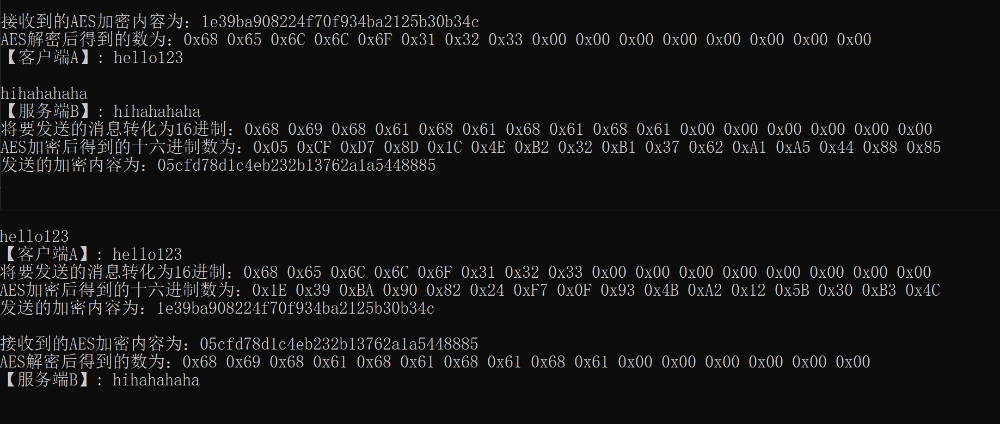 接收到的AES加密内容为：1e39ba908224f70f934ba2125b30b34c
AES解密后得到的数为：0x68 0x65 0x6C 0x6C 0x6F 0x31 0x32 0x33 0x00 0x00 0x00 0x00 0x00 0x00 0x00 0x00
【客户端A】: hello123
hihahahaha
【服务端B】: hihahahaha
将要发送的消息转化为16进制：0x68 0x69 0x68 0x61 0x68 0x61 0x68 0x61 0x68 0x61 0x00 0x00 0x00 0x00 0x00 0x00
AES加密后得到的十六进制数为：0x05 0xCF 0xD7 0x8D 0x1C 0x4E 0xB2 0x32 0xB1 0x37 0x62 0xA1 0xA5 0x44 0x88 0x85
发送的加密内容为：05cfd78d1c4eb232b13762a1a5448885
hello123
【客户端A】: hello123
将要发送的消息转化为16进制：0x68 0x65 0x6C 0x6C 0x6F 0x31 0x32 0x33 0x00 0x00 0x00 0x00 0x00 0x00 0x00 0x00
AES加密后得到的十六进制数为：0x1E 0x39 0xBA 0x90 0x82 0x24 0xF7 0x0F 0x93 0x4B 0xA2 0x12 0x5B 0x30 0xB3 0x4C
发送的加密内容为：1e39ba908224f70f934ba2125b30b34c
接收到的AES加密内容为：05cfd78d1c4eb232b13762a1a5448885
AES解密后得到的数为：0x68 0x69 0x68 0x61 0x68 0x61 0x68 0x61 0x68 0x61 0x00 0x00 0x00 0x00 0x00 0x00
【服务端B】: hihahahaha